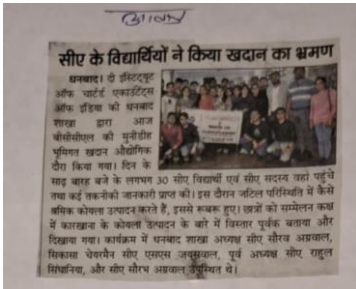 आवाज
सीए के विद्यार्थियों ने किया खदान का भ्रमण
धनबाद। दी इंस्टिट्यूट
ऑफ चार्टर्ड एकाउंटेंट्स
ऑफ इंडिया की धनबाद
शाखा द्वारा आज
बीसीसीएल की मुनीडीह
भूमिगत खदान औद्योगिक
दौरा किया गया। दिन के
साढ़े बारह बजे के लगभग 30 सीए विद्यार्थी एवं सीए सदस्य वहां पहुंचे
तथा कई तकनीकी जानकारी प्राप्त की। इस दौरान जटिल परिस्थिति में कैसे
श्रमिक कोयला उत्पादन करते हैं, इससे रूबरू हुए। छात्रों को सम्मेलन कक्ष
में कारखाना के कोयला उत्पादन के बारे में विस्तार पूर्वक बताया और
दिखाया गया। कार्यक्रम में धनबाद शाखा अध्यक्ष सीए सौरव अग्रवाल,
सिकासा चेयरमैन सीए एसएस जयसवाल, पूर्व अध्यक्ष सीए राहुल
सिंघानिया, और सीए सौरभ अग्रवाल उपस्थित थे।